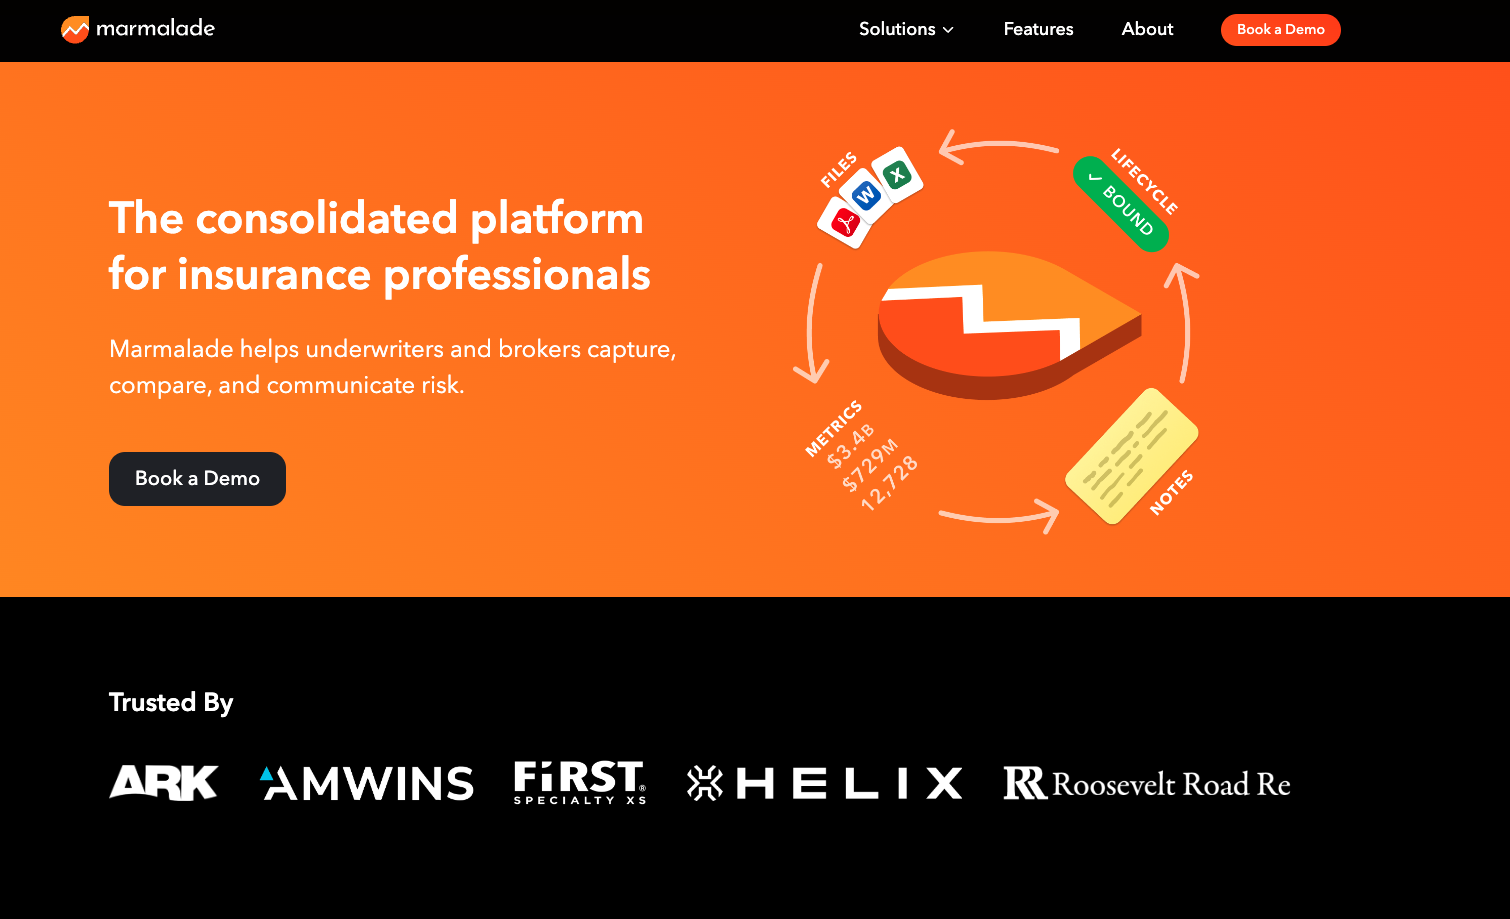 marmalade
Solutions
Features
About
Book a Demo
The consolidated platform
for insurance professionals
Marmalade helps underwriters and brokers capture,
compare, and communicate risk.
Book a Demo
FILES
W
X
LIFECYCLE
✓ BOUND
METRICS
$3.4B
$729M
12,728
NOTES
Trusted By
ARK
AMWINS
FiRST®
SPECIALTY XS
HELIX
RR Roosevelt Road Re